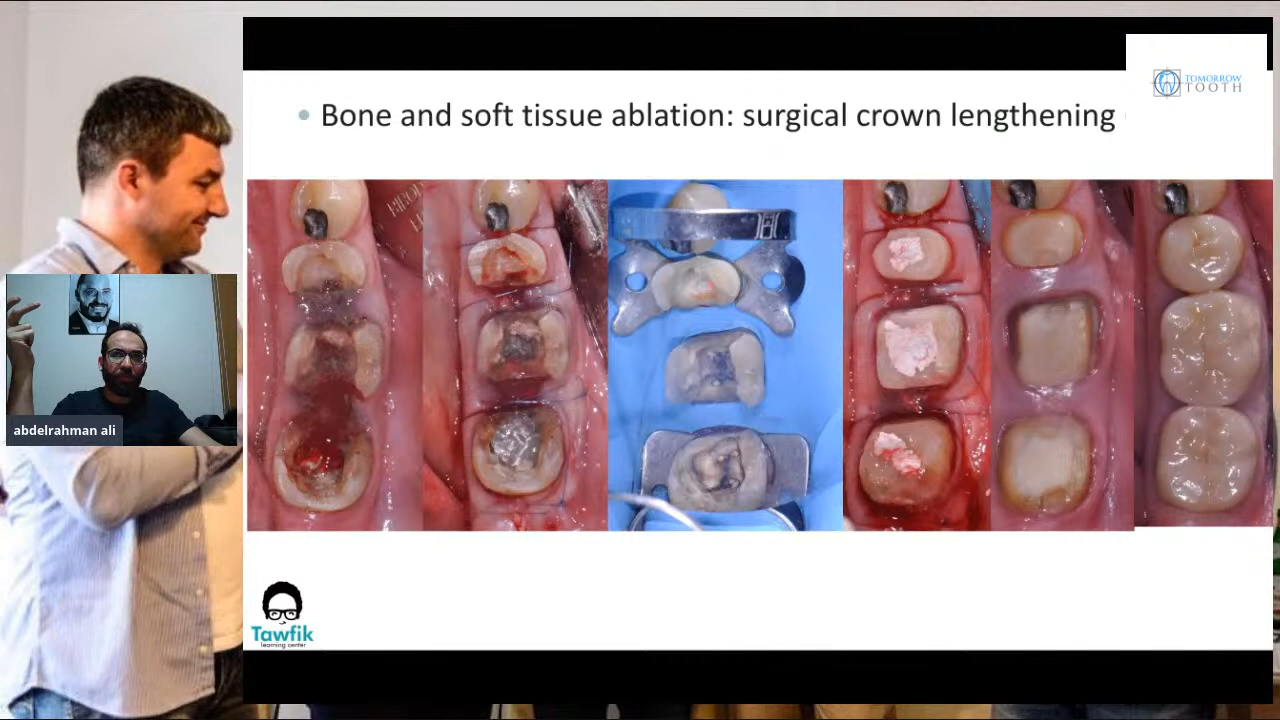 • Bone and soft tissue ablation: surgical crown lengthening
TOMORROW
TOOTH
abdelrahman ali
Tawfik
learning center